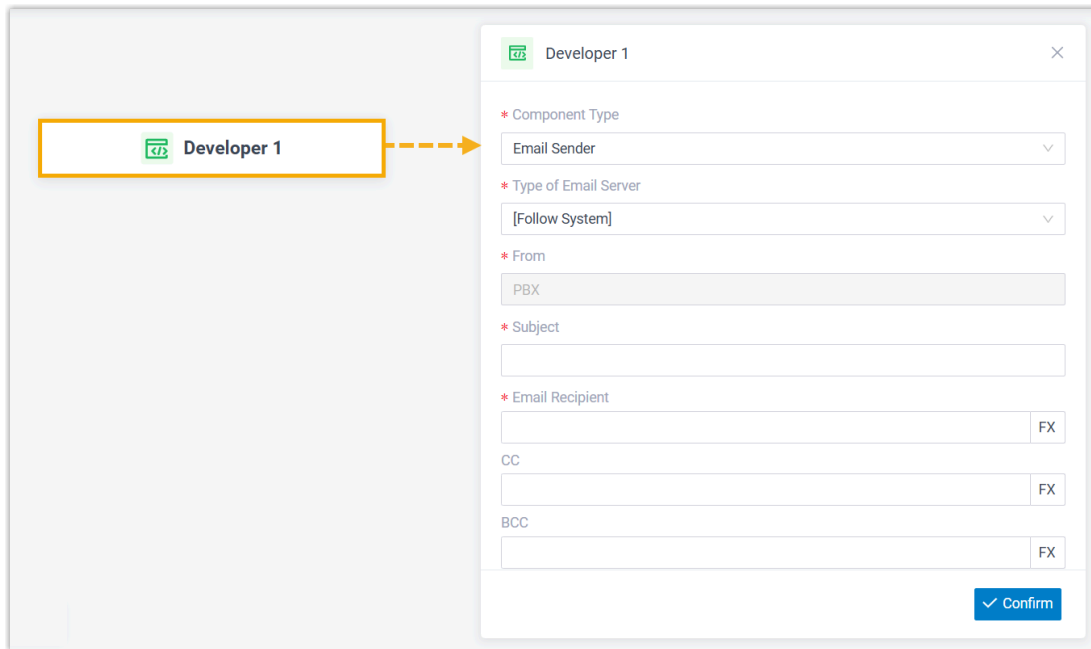 Developer 1
Developer 1
* Component Type
Email Sender
* Type of Email Server
[Follow System]
* From
PBX
* Subject
* Email Recipient
FX
CC
FX
BCC
FX
Confirm